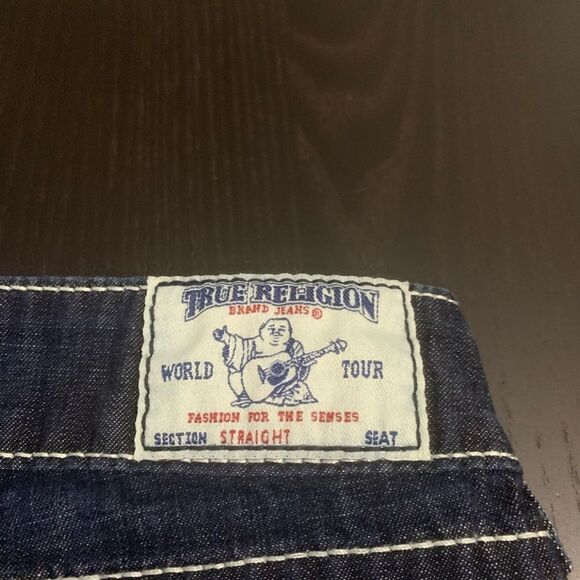 TRUE RELIGION
BRAND JEANS®
WORLD TOUR
FASHION FOR THE SENSES
SECTION STRAIGHT SEAT